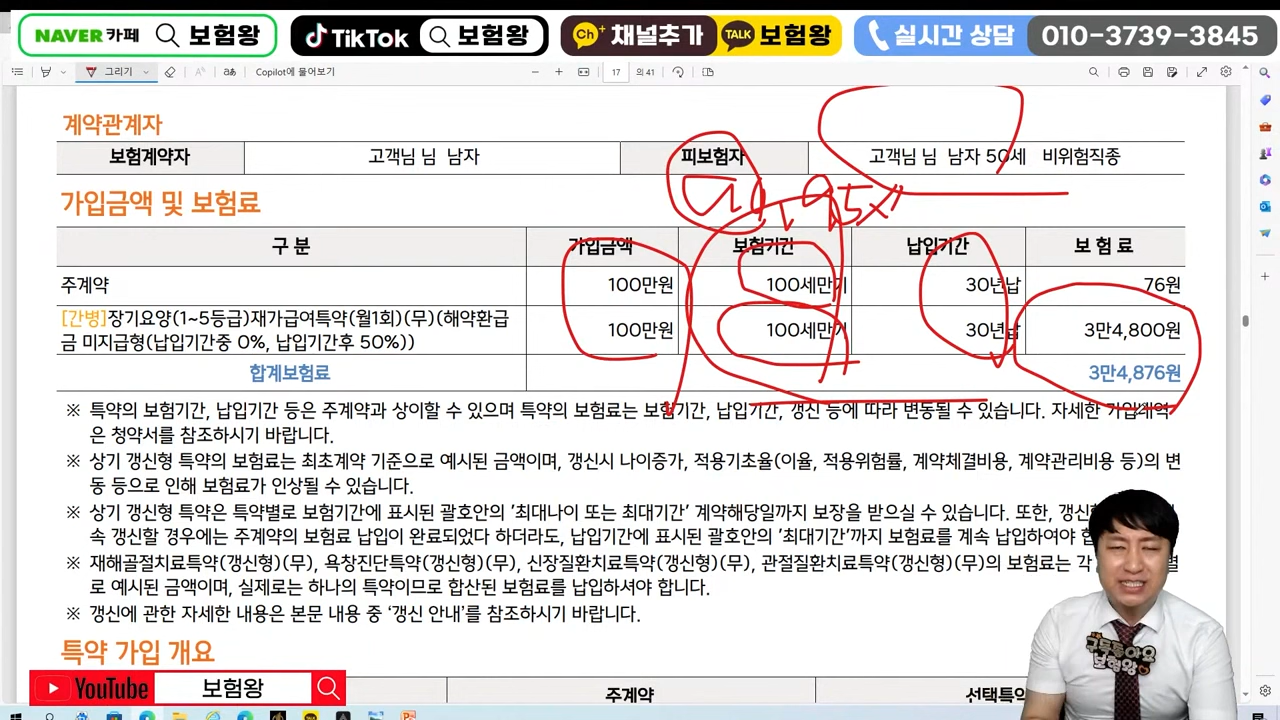 NAVER 카페 보험왕 TikTok 보험왕 Ch+ 채널추가 TALK 보험왕 실시간 상담 010-3739-3845
그리기 aあ Copilot에 물어보기 17 의 41
계약관계자
보험계약자 고객님 님 남자 피보험자 고객님 님 남자 50세 비위험직종
가입금액 및 보험료
구 분 가입금액 보험기간 납입기간 보 험 료
주계약 100만원 100세만기 30년납 76원
[간병]장기요양(1~5등급)재가급여특약(월1회)(무)(해약환급
금 미지급형(납입기간중 0%, 납입기간후 50%)) 100만원 100세만기 30년납 3만4,800원
합계보험료 3만4,876원
※ 특약의 보험기간, 납입기간 등은 주계약과 상이할 수 있으며 특약의 보험료는 보험기간, 납입기간, 갱신 등에 따라 변동될 수 있습니다. 자세한 가입내역
은 청약서를 참조하시기 바랍니다.
※ 상기 갱신형 특약의 보험료는 최초계약 기준으로 예시된 금액이며, 갱신시 나이증가, 적용기초율(이율, 적용위험률, 계약체결비용, 계약관리비용 등)의 변
동 등으로 인해 보험료가 인상될 수 있습니다.
※ 상기 갱신형 특약은 특약별로 보험기간에 표시된 괄호안의 '최대나이 또는 최대기간' 계약해당일까지 보장을 받으실 수 있습니다. 또한,
속 갱신할 경우에는 주계약의 보험료 납입이 완료되었다 하더라도, 납입기간에 표시된 괄호안의 '최대기간'까지 보험료를 계속 납입하여야
※ 재해골절치료특약(갱신형)(무), 욕창진단특약(갱신형)(무), 신장질환치료특약(갱신형)(무), 관절질환치료특약(갱신형)(무)의 보험료는 각 별
로 예시된 금액이며, 실제로는 하나의 특약이므로 합산된 보험료를 납입하셔야 합니다.
※ 갱신에 관한 자세한 내용은 본문 내용 중 '갱신 안내'를 참조하시기 바랍니다.
구독좋아요
보험왕
특약 가입 개요
YouTube 보험왕
주계약 선택특약